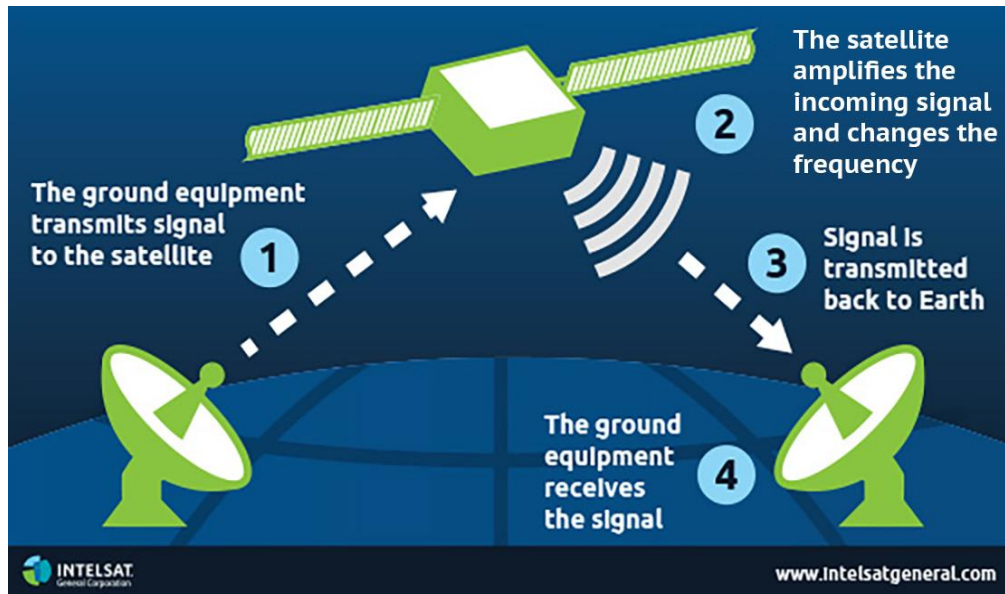 The ground equipment
transmits signal
to the satellite
1
2
The satellite
amplifies the
incoming signal
and changes the
frequency
3
Signal is
transmitted
back to Earth
The ground
equipment
receives
the signal
4
INTELSAT.
General Corporation
www.intelsatgeneral.com